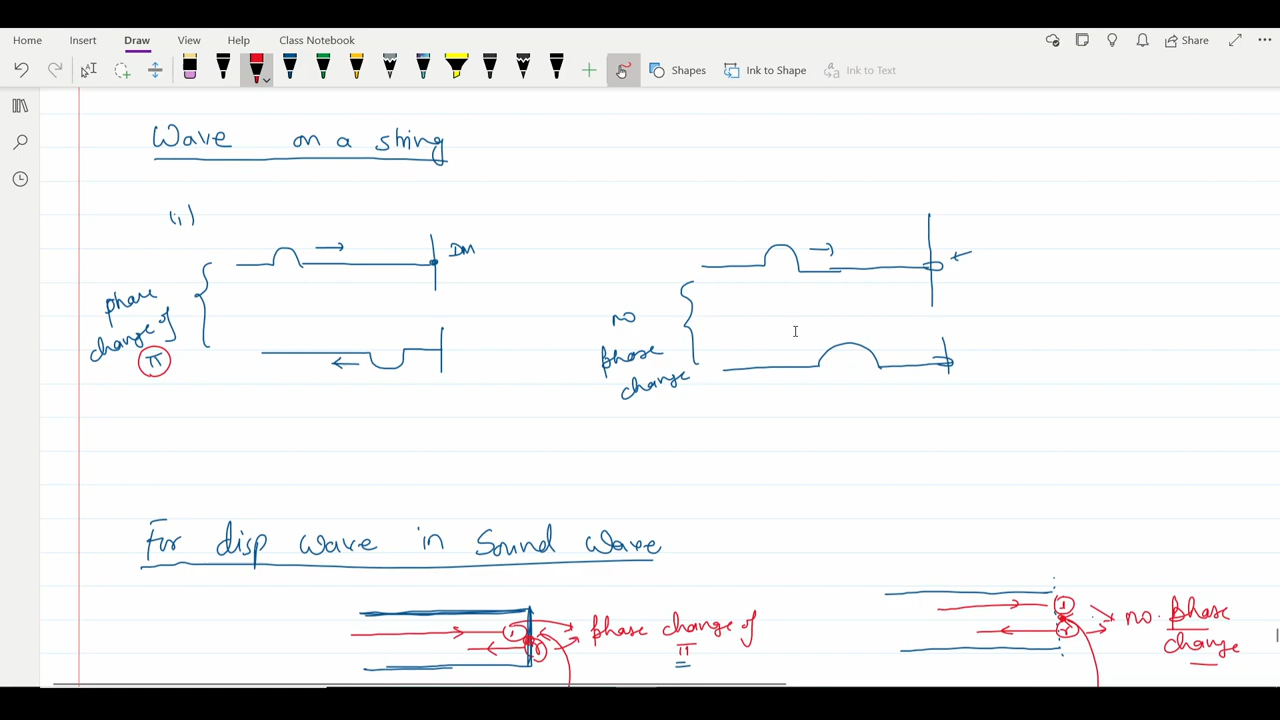 Home Insert Draw View Help Class Notebook
Share
Shapes Ink to Shape Ink to Text
Wave on a string
(i)
DM
phase
change of
π
no
phase
change
For disp wave in Sound wave
i
phase change of
π
r
i
no. phase
r
change